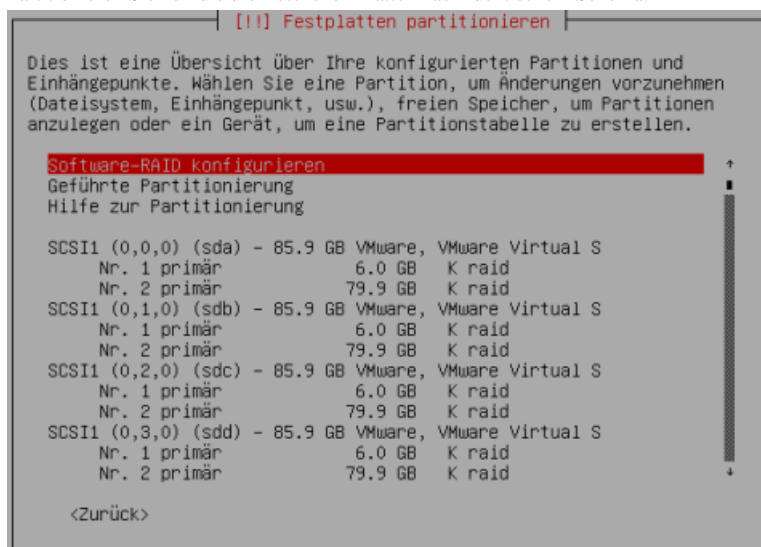 [!!] Festplatten partitionieren
Dies ist eine Übersicht über Ihre konfigurierten Partitionen und
Einhängepunkte. Wählen Sie eine Partition, um Änderungen vorzunehmen
(Dateisystem, Einhängepunkt, usw.), freien Speicher, um Partitionen
anzulegen oder ein Gerät, um eine Partitionstabelle zu erstellen.
Software-RAID konfigurieren
Geführte Partitionierung
Hilfe zur Partitionierung
SCSI1 (0,0,0) (sda) - 85.9 GB VMware, VMware Virtual S
Nr. 1 primär 6.0 GB K raid
Nr. 2 primär 79.9 GB K raid
SCSI1 (0,1,0) (sdb) - 85.9 GB VMware, VMware Virtual S
Nr. 1 primär 6.0 GB K raid
Nr. 2 primär 79.9 GB K raid
SCSI1 (0,2,0) (sdc) - 85.9 GB VMware, VMware Virtual S
Nr. 1 primär 6.0 GB K raid
Nr. 2 primär 79.9 GB K raid
SCSI1 (0,3,0) (sdd) - 85.9 GB VMware, VMware Virtual S
Nr. 1 primär 6.0 GB K raid
Nr. 2 primär 79.9 GB K raid
<Zurück>